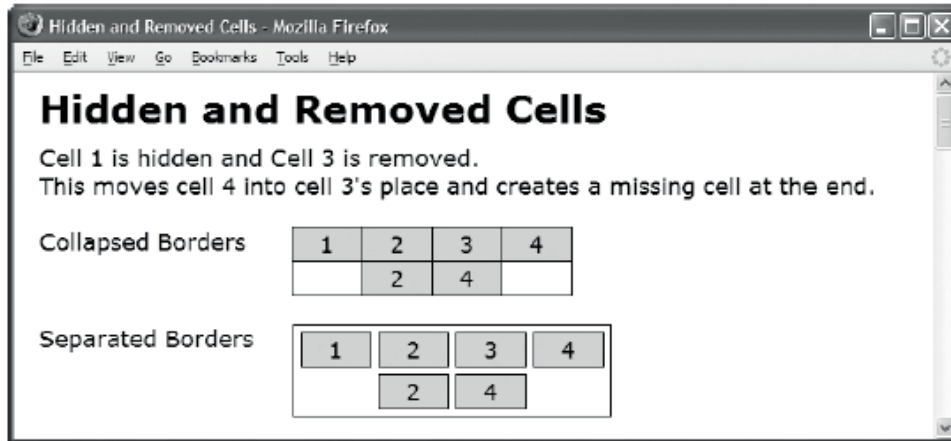 Hidden and Removed Cells - Mozilla Firefox
File Edit View Go Bookmarks Tools Help
Hidden and Removed Cells
Cell 1 is hidden and Cell 3 is removed.
This moves cell 4 into cell 3's place and creates a missing cell at the end.
Collapsed Borders 1 2 3 4
2 4
Separated Borders 1 2 3 4
2 4